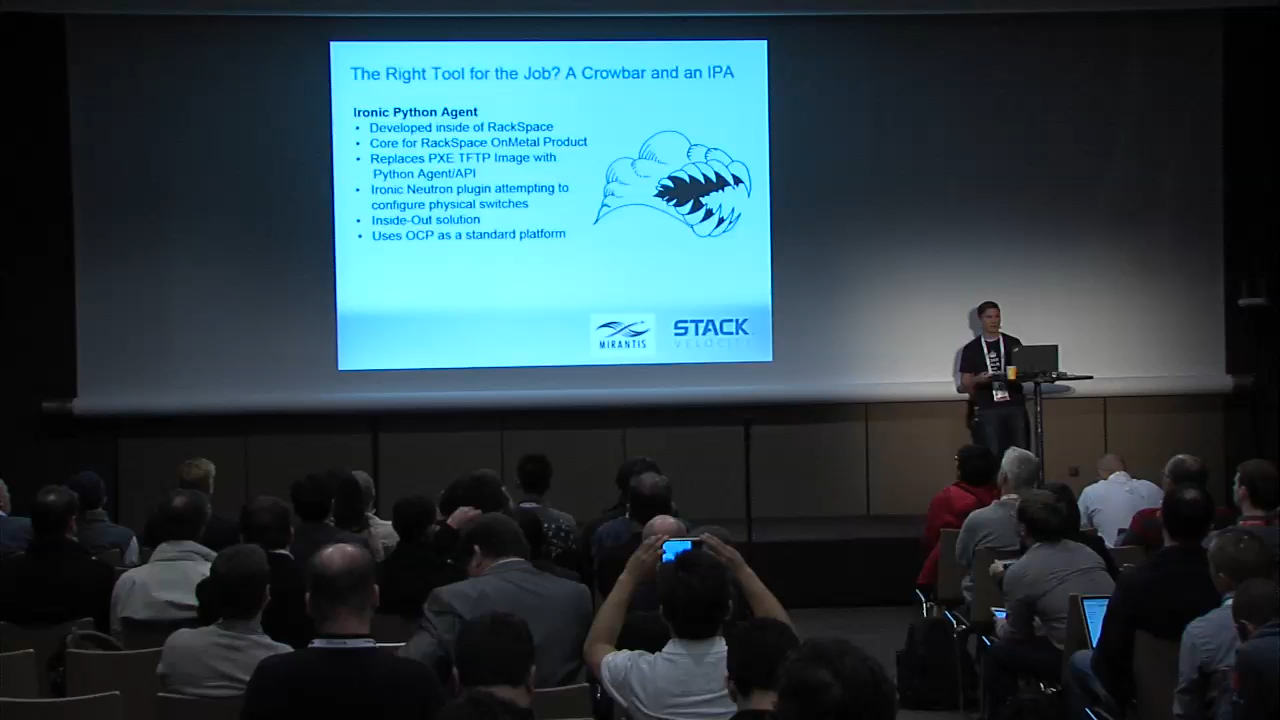 The Right Tool for the Job? A Crowbar and an IPA
Ironic Python Agent
• Developed inside of RackSpace
• Core for RackSpace OnMetal Product
• Replaces PXE TFTP Image with
Python Agent/API
• Ironic Neutron plugin attempting to
configure physical switches
• Inside-Out solution
• Uses OCP as a standard platform
MIRANTIS
STACK
VELOCITY